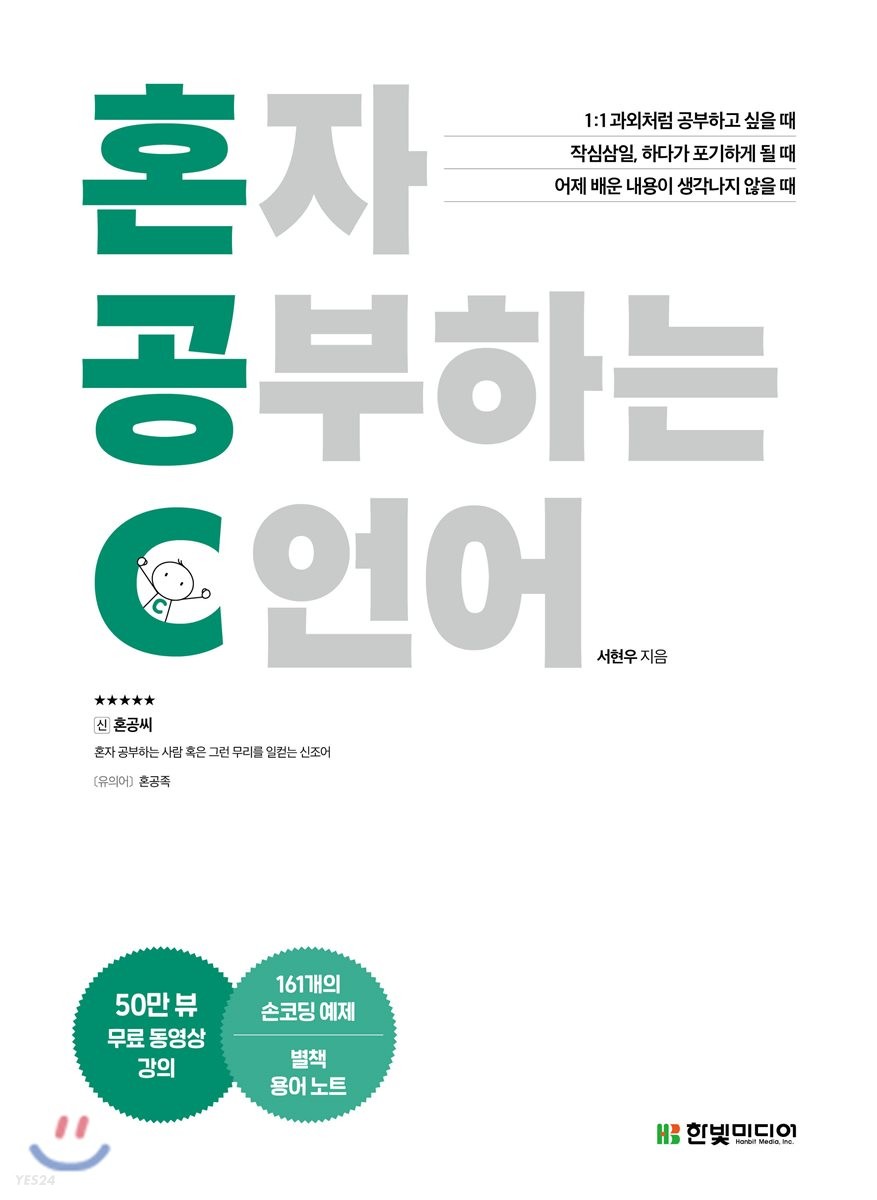 혼자
1:1 과외처럼 공부하고 싶을 때
작심삼일, 하다가 포기하게 될 때
어제 배운 내용이 생각나지 않을 때
공부하는
C 언어
C
서현우 지음
★★★★★
신 혼공씨
혼자 공부하는 사람 혹은 그런 무리를 일컫는 신조어
[유의어] 혼공족
50만 뷰
무료 동영상
강의
161개의
손코딩 예제
별책
용어 노트
HB 한빛미디어
Hanbit Media, Inc.
YES24